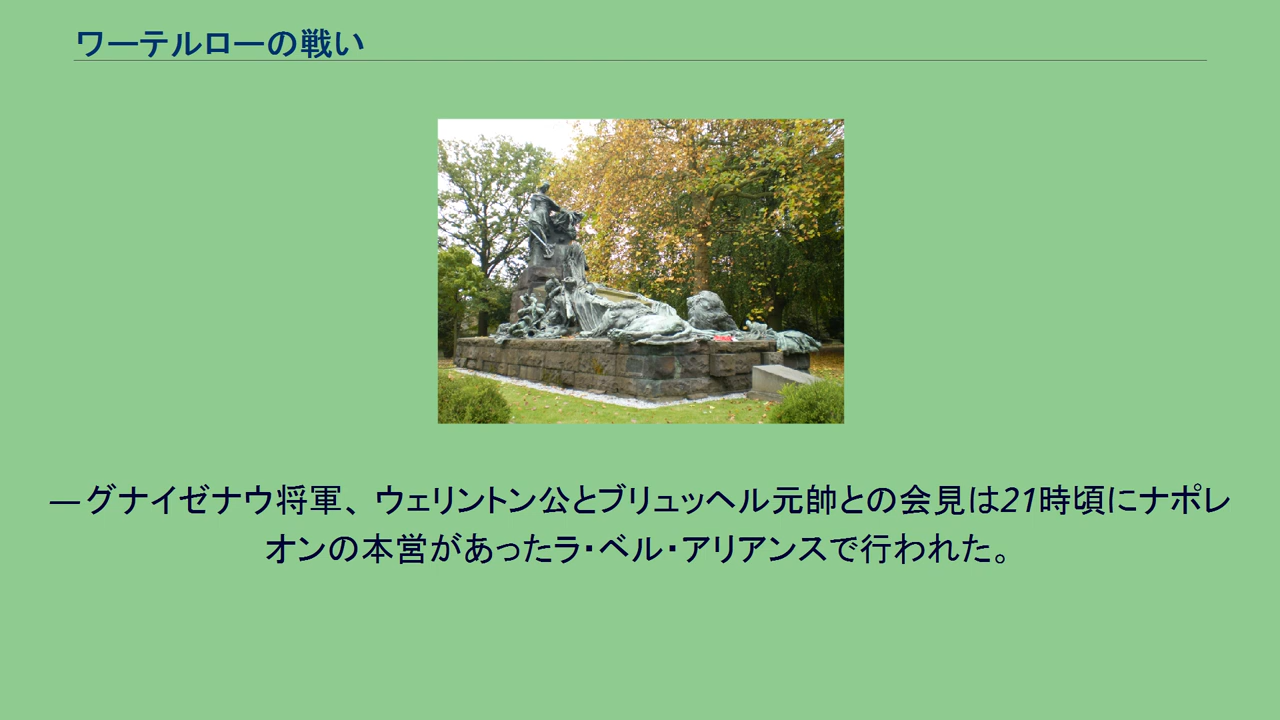 ワーテルローの戦い
―グナイゼナウ将軍、ウェリントン公とブリュッヘル元帥との会見は21時頃にナポレ
オンの本営があったラ・ベル・アリアンスで行われた。